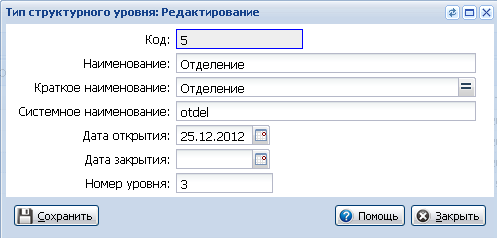 Тип структурного уровня: Редактирование
Код: 5
Наименование: Отделение
Краткое наименование: Отделение
Системное наименование: otdel
Дата открытия: 25.12.2012
Дата закрытия:
Номер уровня: 3
Сохранить Помощь Закрыть